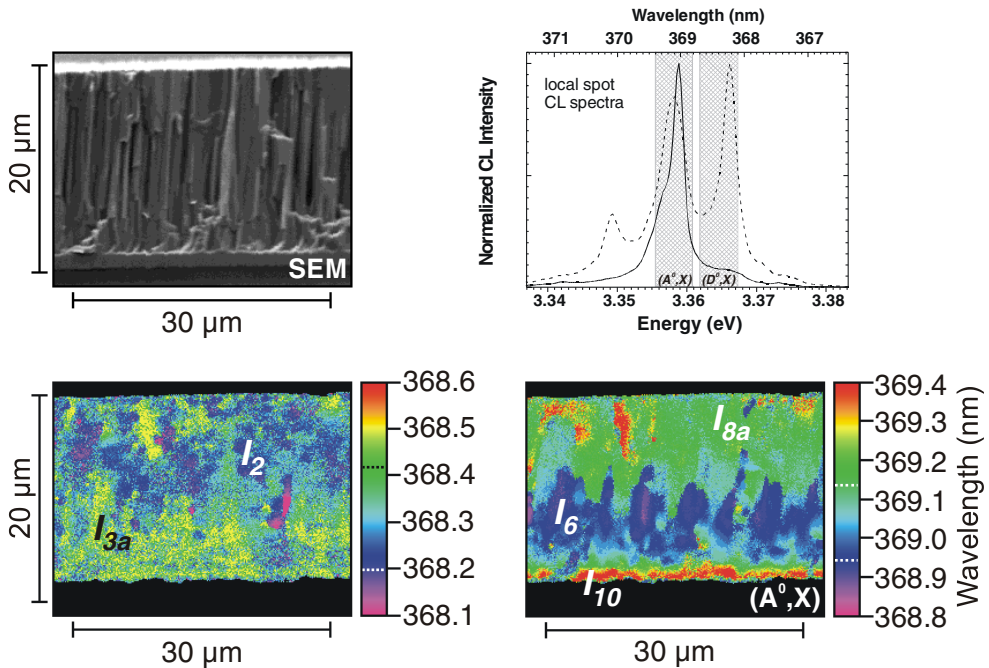 20 µm
SEM
30 µm
Wavelength (nm)
371 370 369 368 367
local spot
CL spectra
Normalized CL Intensity
(A⁰,X) (D⁰,X)
3.34 3.35 3.36 3.37 3.38
Energy (eV)
20 µm
I₂
I₃ₐ
30 µm
368.6
368.5
368.4
368.3
368.2
368.1
I₈ₐ
I₆
I₁₀
(A⁰,X)
30 µm
369.4
369.3
369.2
369.1
369.0
368.9
368.8
Wavelength (nm)